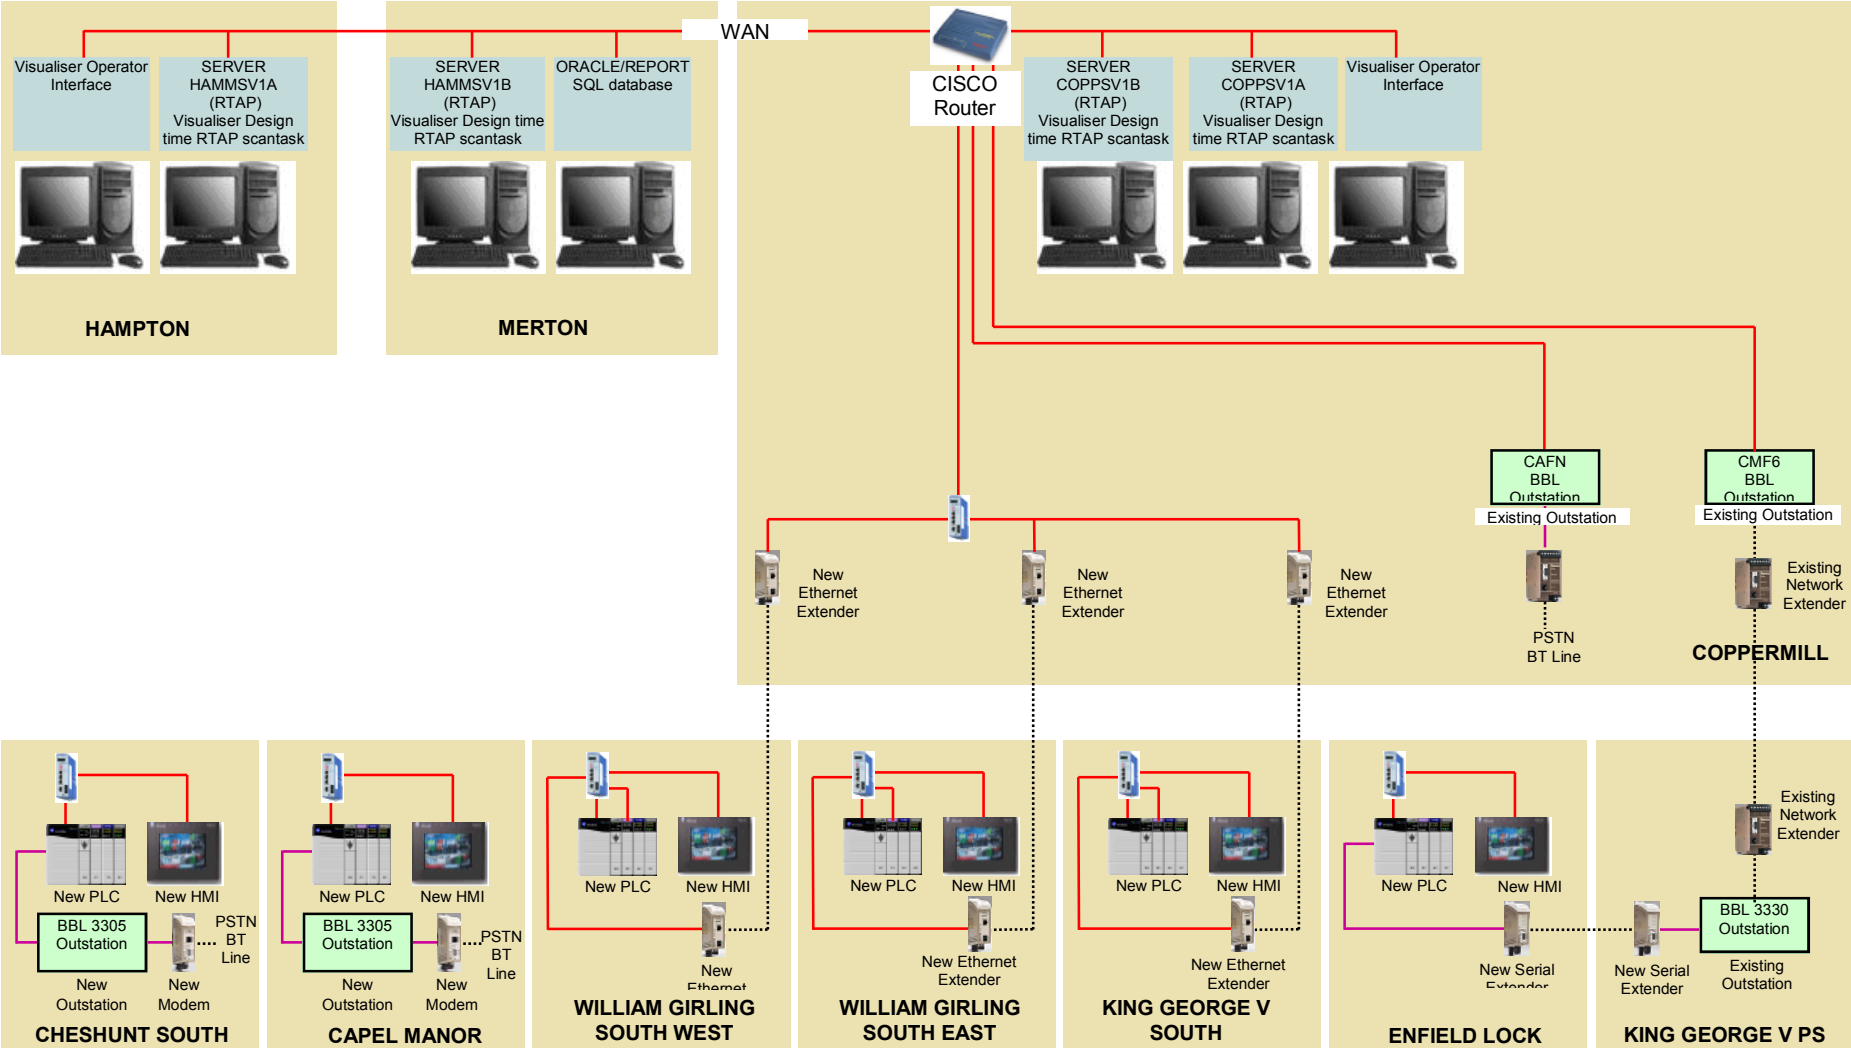 WAN
Visualiser Operator
Interface
SERVER
HAMMSV1A
(RTAP)
Visualiser Design
time RTAP scantask
HAMPTON
SERVER
HAMMSV1B
(RTAP)
Visualiser Design time
RTAP scantask
ORACLE/REPORT
SQL database
MERTON
CISCO
Router
SERVER
COPPSV1B
(RTAP)
Visualiser Design
time RTAP scantask
SERVER
COPPSV1A
(RTAP)
Visualiser Design
time RTAP scantask
Visualiser Operator
Interface
CAFN
BBL
Outstation
Existing Outstation
CMF6
BBL
Outstation
Existing Outstation
New
Ethernet
Extender
New
Ethernet
Extender
New
Ethernet
Extender
PSTN
BT Line
Existing
Network
Extender
COPPERMILL
New PLC
New HMI
BBL 3305
Outstation
PSTN
BT
Line
New
Outstation
New
Modem
CHESHUNT SOUTH
New PLC
New HMI
BBL 3305
Outstation
PSTN
BT
Line
New
Outstation
New
Modem
CAPEL MANOR
New PLC
New HMI
New
Ethernet
WILLIAM GIRLING
SOUTH WEST
New PLC
New HMI
New Ethernet
Extender
WILLIAM GIRLING
SOUTH EAST
New PLC
New HMI
New Ethernet
Extender
KING GEORGE V
SOUTH
New PLC
New HMI
New Serial
Extender
ENFIELD LOCK
Existing
Network
Extender
BBL 3330
Outstation
New Serial
Extender
Existing
Outstation
KING GEORGE V PS